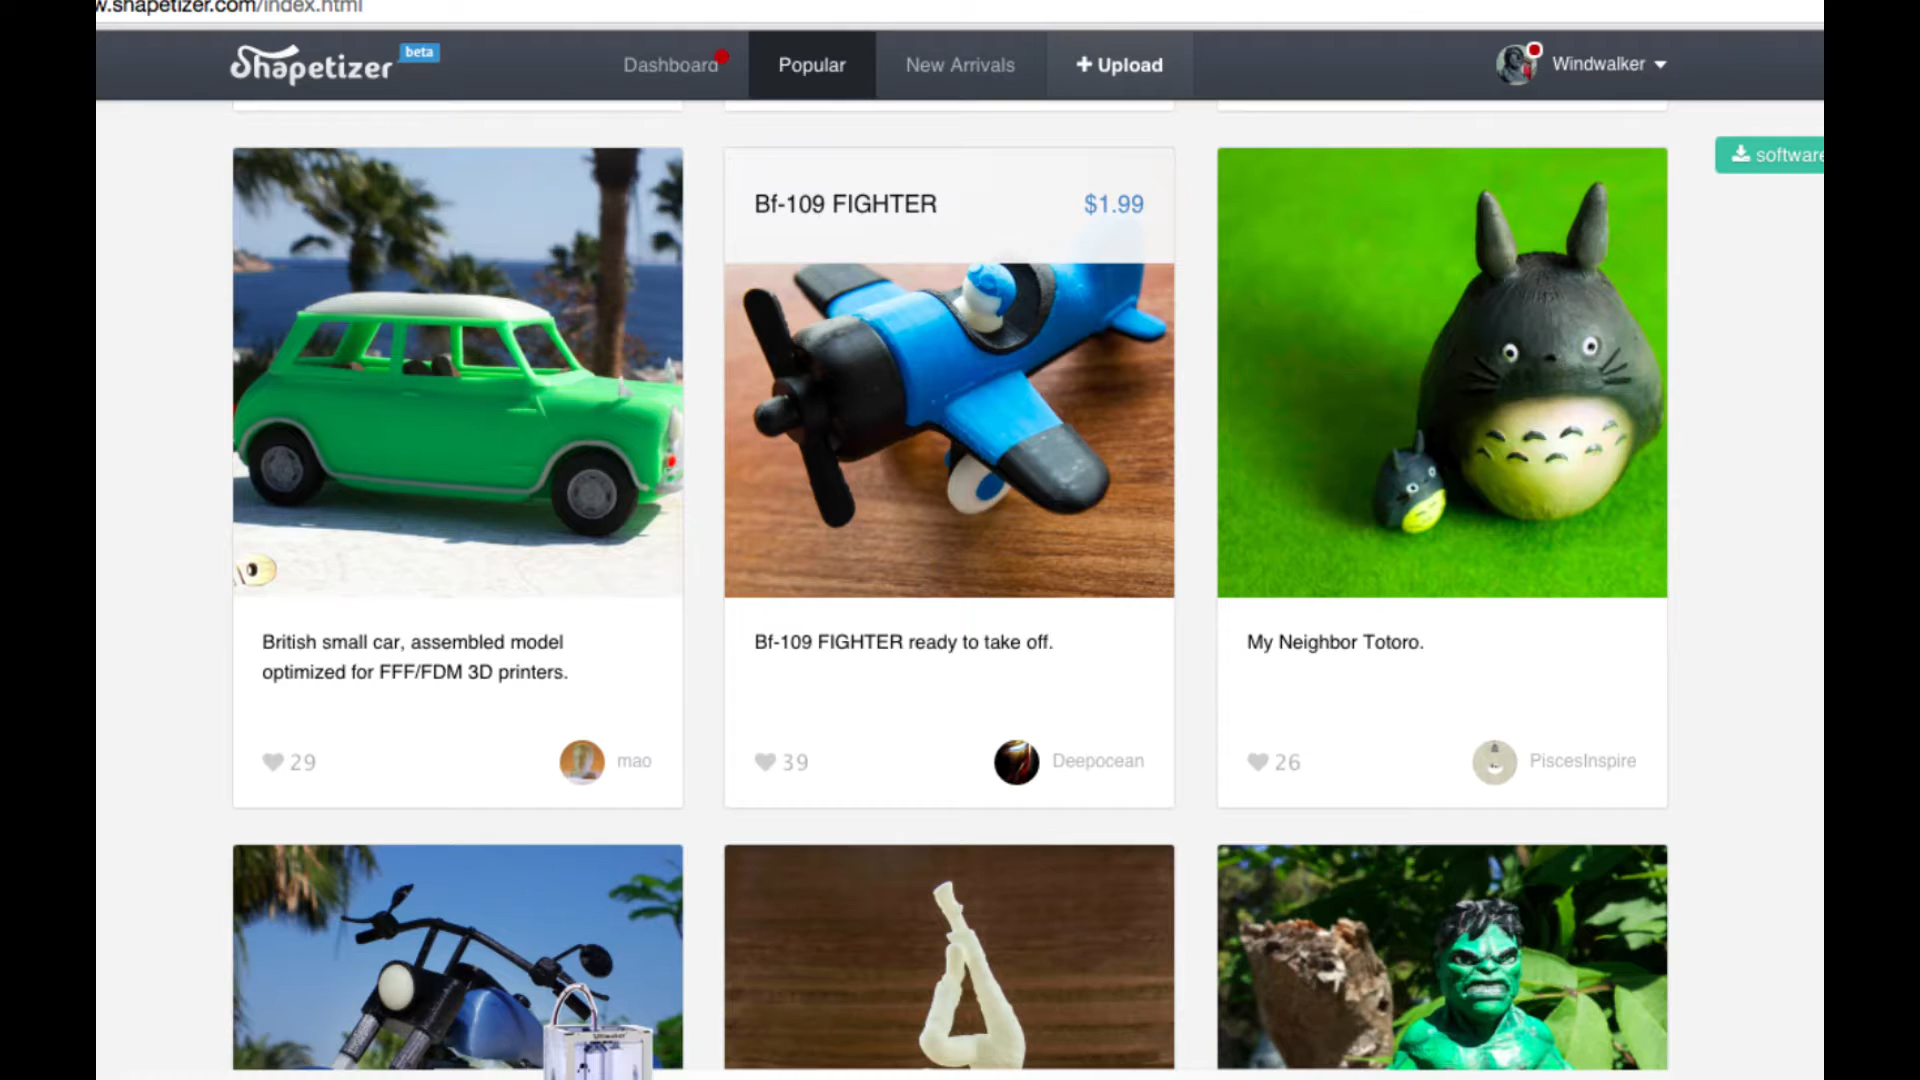 w.shapetizer.com/index.html
Shapetizer beta
Dashboard
Popular
New Arrivals
+ Upload
Windwalker
software
Bf-109 FIGHTER
$1.99
British small car, assembled model
optimized for FFF/FDM 3D printers.
29
mao
Bf-109 FIGHTER ready to take off.
39
Deepocean
My Neighbor Totoro.
26
PiscesInspire